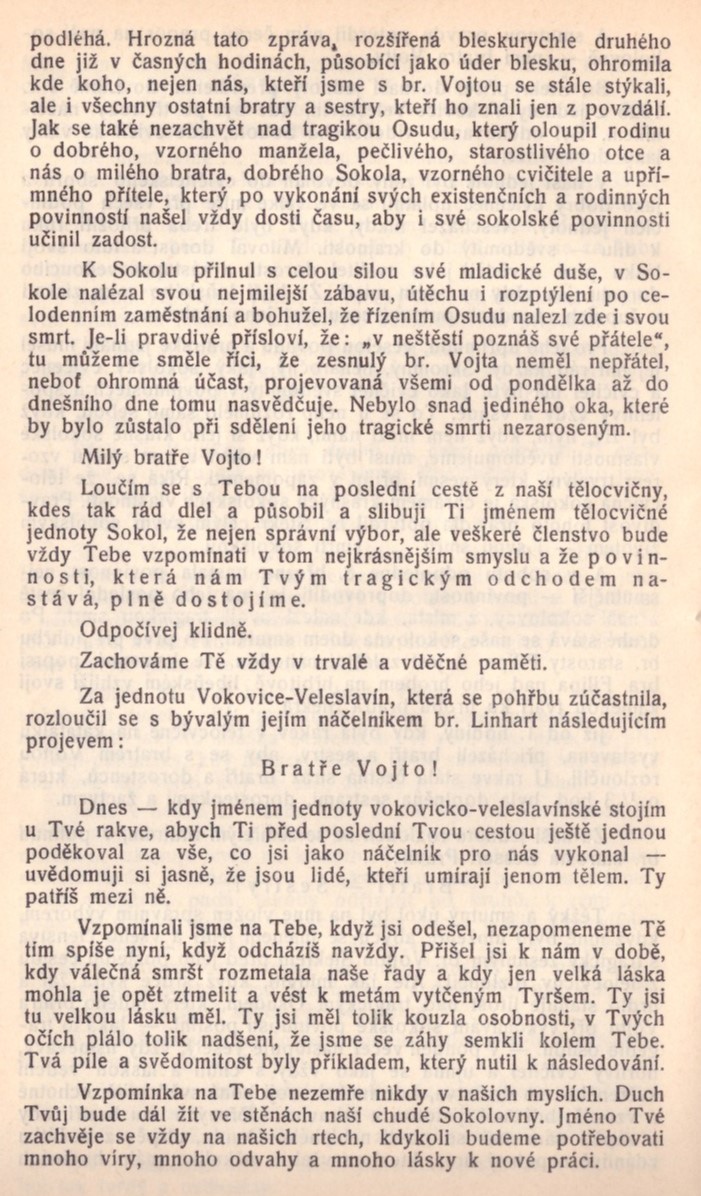 podléhá. Hrozná tato zpráva, rozšířená bleskurychle druhého
dne již v časných hodinách, působící jako úder blesku, ohromila
kde koho, nejen nás, kteří jsme s br. Vojtou se stále stýkali,
ale i všechny ostatní bratry a sestry, kteří ho znali jen z povzdálí.
Jak se také nezachvět nad tragikou Osudu, který oloupil rodinu
o dobrého, vzorného manžela, pečlivého, starostlivého otce a
nás o milého bratra, dobrého Sokola, vzorného cvičitele a upří-
mného přítele, který po vykonání svých existenčních a rodinných
povinností našel vždy dosti času, aby i své sokolské povinnosti
učinil zadost.
K Sokolu přilnul s celou silou své mladické duše, v So-
kole nalézal svou nejmilejší zábavu, útěchu i rozptýlení po ce-
lodenním zaměstnání a bohužel, že řízením Osudu nalezl zde i svou
smrt. Je-li pravdivé přísloví, že: „v neštěstí poznáš své přátele“,
tu můžeme směle říci, že zesnulý br. Vojta neměl nepřátel,
neboť ohromná účast, projevovaná všemi od pondělka až do
dnešního dne tomu nasvědčuje. Nebylo snad jediného oka, které
by bylo zůstalo při sdělení jeho tragické smrti nezaroseným.
Milý bratře Vojto!
Loučím se s Tebou na poslední cestě z naší tělocvičny,
kdes tak rád dlel a působil a slibuji Ti jménem tělocvičné
jednoty Sokol, že nejen správní výbor, ale veškeré členstvo bude
vždy Tebe vzpomínati v tom nejkrásnějším smyslu a že povin-
nosti, která nám Tvým tragickým odchodem na-
stává, plně dostojíme.
Odpočívej klidně.
Zachováme Tě vždy v trvalé a vděčné paměti.
Za jednotu Vokovice-Veleslavín, která se pohřbu zúčastnila,
rozloučil se s bývalým jejím náčelníkem br. Linhart následujícím
projevem:
Bratře Vojto!
Dnes — kdy jménem jednoty vokovicko-veleslavínské stojím
u Tvé rakve, abych Ti před poslední Tvou cestou ještě jednou
poděkoval za vše, co jsi jako náčelník pro nás vykonal —
uvědomuji si jasně, že jsou lidé, kteří umírají jenom tělem. Ty
patříš mezi ně.
Vzpomínali jsme na Tebe, když jsi odešel, nezapomeneme Tě
tím spíše nyní, když odcházíš navždy. Přišel jsi k nám v době,
kdy válečná smršt rozmetala naše řady a kdy jen velká láska
mohla je opět ztmelit a vést k metám vytčeným Tyršem. Ty jsi
tu velkou lásku měl. Ty jsi měl tolik kouzla osobnosti, v Tvých
očích plálo tolik nadšení, že jsme se záhy semkli kolem Tebe.
Tvá píle a svědomitost byly příkladem, který nutil k následování.
Vzpomínka na Tebe nezemře nikdy v našich myslích. Duch
Tvůj bude dál žít ve stěnách naší chudé Sokolovny. Jméno Tvé
zachvěje se vždy na našich rtech, kdykoli budeme potřebovati
mnoho víry, mnoho odvahy a mnoho lásky k nové práci.